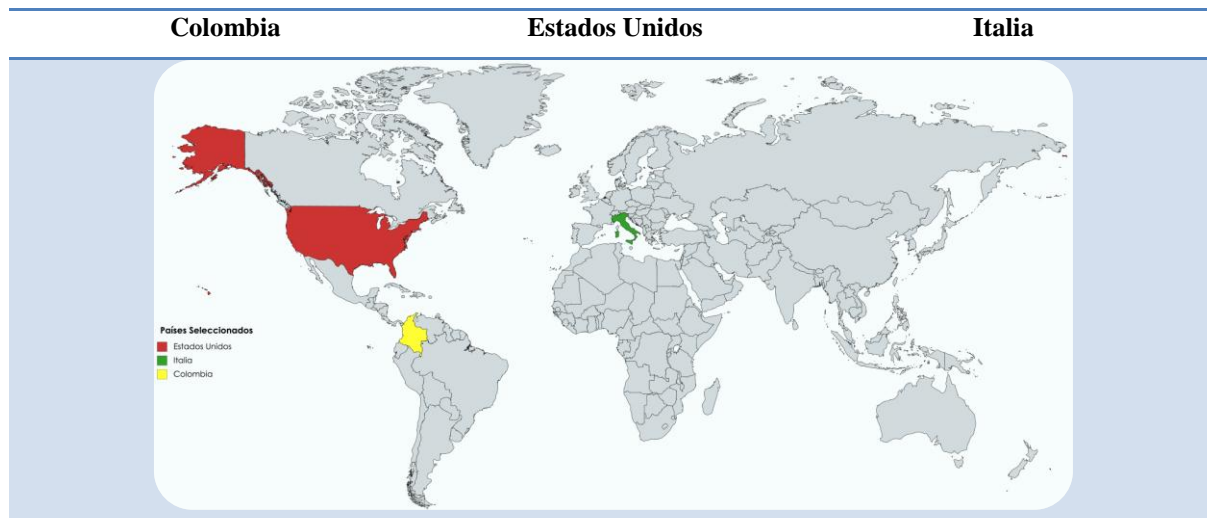 Colombia Estados Unidos Italia
Países Seleccionados
Estados Unidos
Italia
Colombia